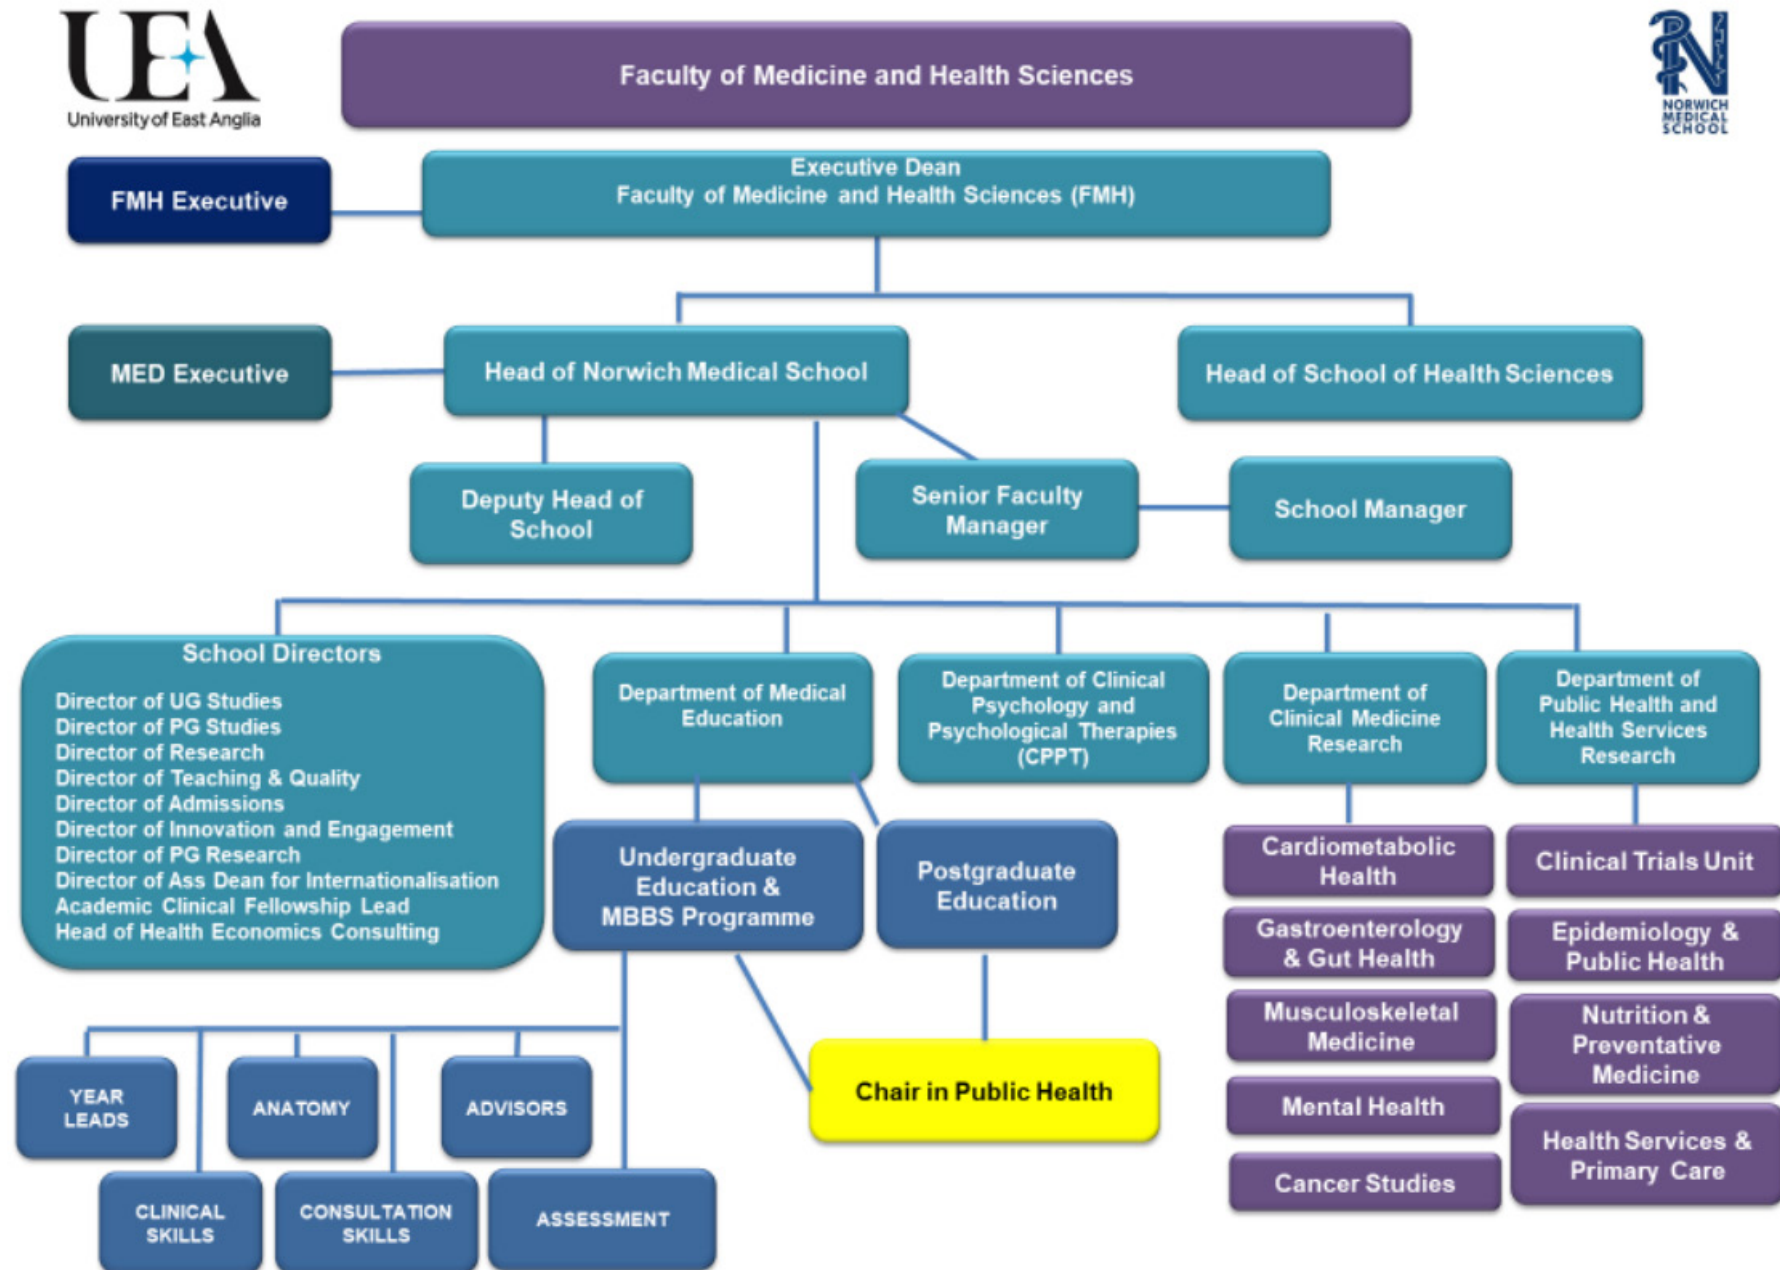 UEA
University of East Anglia
Faculty of Medicine and Health Sciences
NORWICH
MEDICAL
SCHOOL
FMH Executive
Executive Dean
Faculty of Medicine and Health Sciences (FMH)
MED Executive
Head of Norwich Medical School
Head of School of Health Sciences
Deputy Head of
School
Senior Faculty
Manager
School Manager
School Directors
Director of UG Studies
Director of PG Studies
Director of Research
Director of Teaching & Quality
Director of Admissions
Director of Innovation and Engagement
Director of PG Research
Director of Ass Dean for Internationalisation
Academic Clinical Fellowship Lead
Head of Health Economics Consulting
Department of Medical
Education
Department of Clinical
Psychology and
Psychological Therapies
(CPPT)
Department of
Clinical Medicine
Research
Department of
Public Health and
Health Services
Research
Undergraduate
Education &
MBBS Programme
Postgraduate
Education
Cardiometabolic
Health
Clinical Trials Unit
Gastroenterology
& Gut Health
Epidemiology &
Public Health
Musculoskeletal
Medicine
Nutrition &
Preventative
Medicine
Mental Health
Health Services &
Primary Care
Cancer Studies
YEAR
LEADS
ANATOMY
ADVISORS
Chair in Public Health
CLINICAL
SKILLS
CONSULTATION
SKILLS
ASSESSMENT